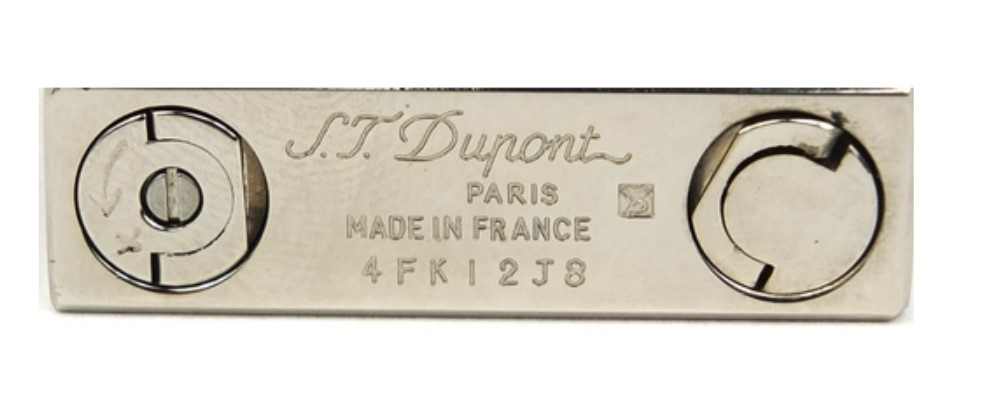 S.T. Dupont
PARIS
MADE IN FRANCE
4FK12J8